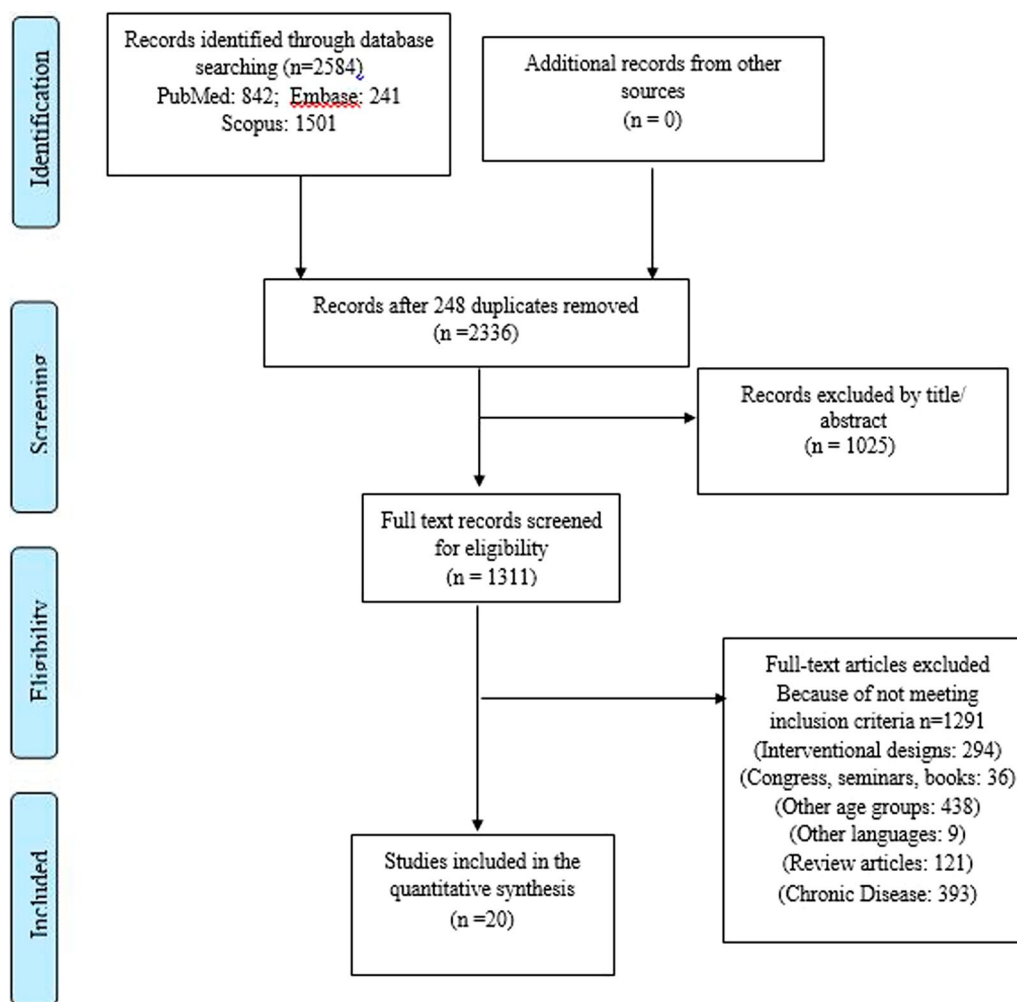 Identification
Records identified through database
searching (n=2584)
PubMed: 842; Embase: 241
Scopus: 1501
Additional records from other
sources
(n = 0)
Records after 248 duplicates removed
(n =2336)
Screening
Records excluded by title/
abstract
(n = 1025)
Full text records screened
for eligibility
(n = 1311)
Eligibility
Full-text articles excluded
Because of not meeting
inclusion criteria n=1291
(Interventional designs: 294)
(Congress, seminars, books: 36)
(Other age groups: 438)
(Other languages: 9)
(Review articles: 121)
(Chronic Disease: 393)
Included
Studies included in the
quantitative synthesis
(n =20)